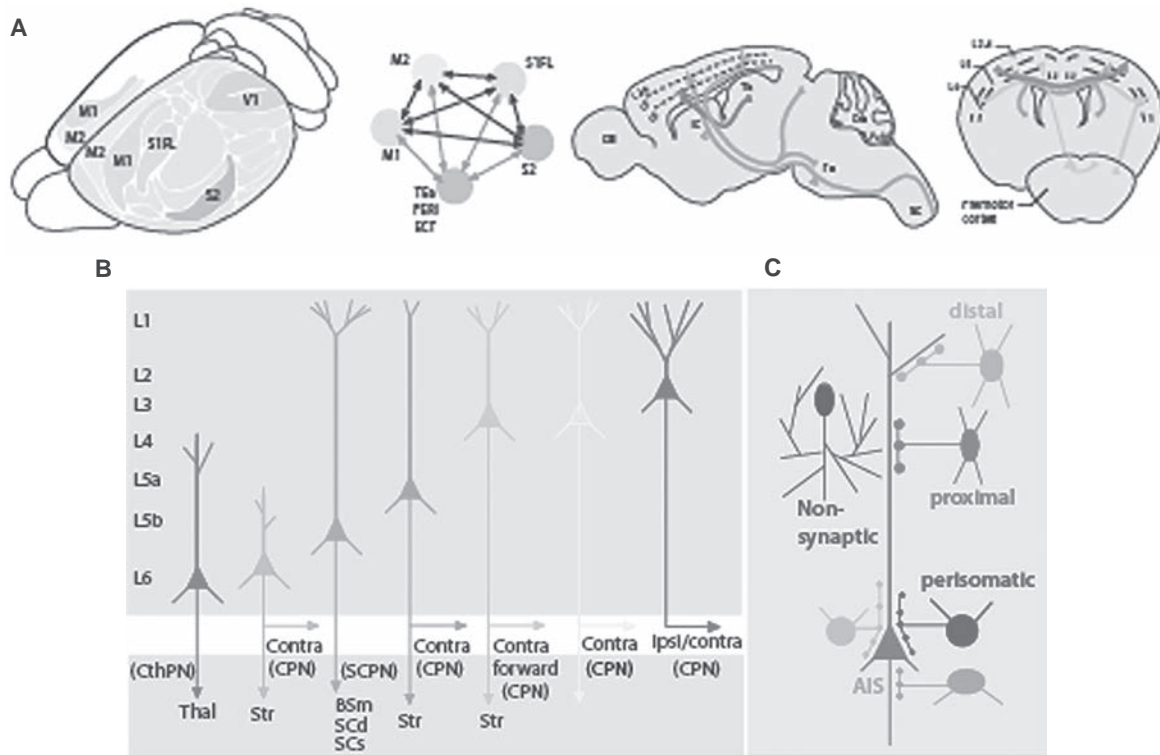 A
M1
M2
M2
M1
S1FL
V1
S2
M2
S1FL
M1
S2
TEa
PERI
ECT
OB
cortex
B
C
L1
L2
L3
L4
L5a
L5b
L6
(CthPN)
Thal
Contra
(CPN)
Str
(SCPN)
BSm
SCd
SCs
Contra
(CPN)
Str
Contra
forward
(CPN)
Str
Contra
(CPN)
Ipsi/contra
(CPN)
distal
proximal
Non-
synaptic
perisomatic
AIS